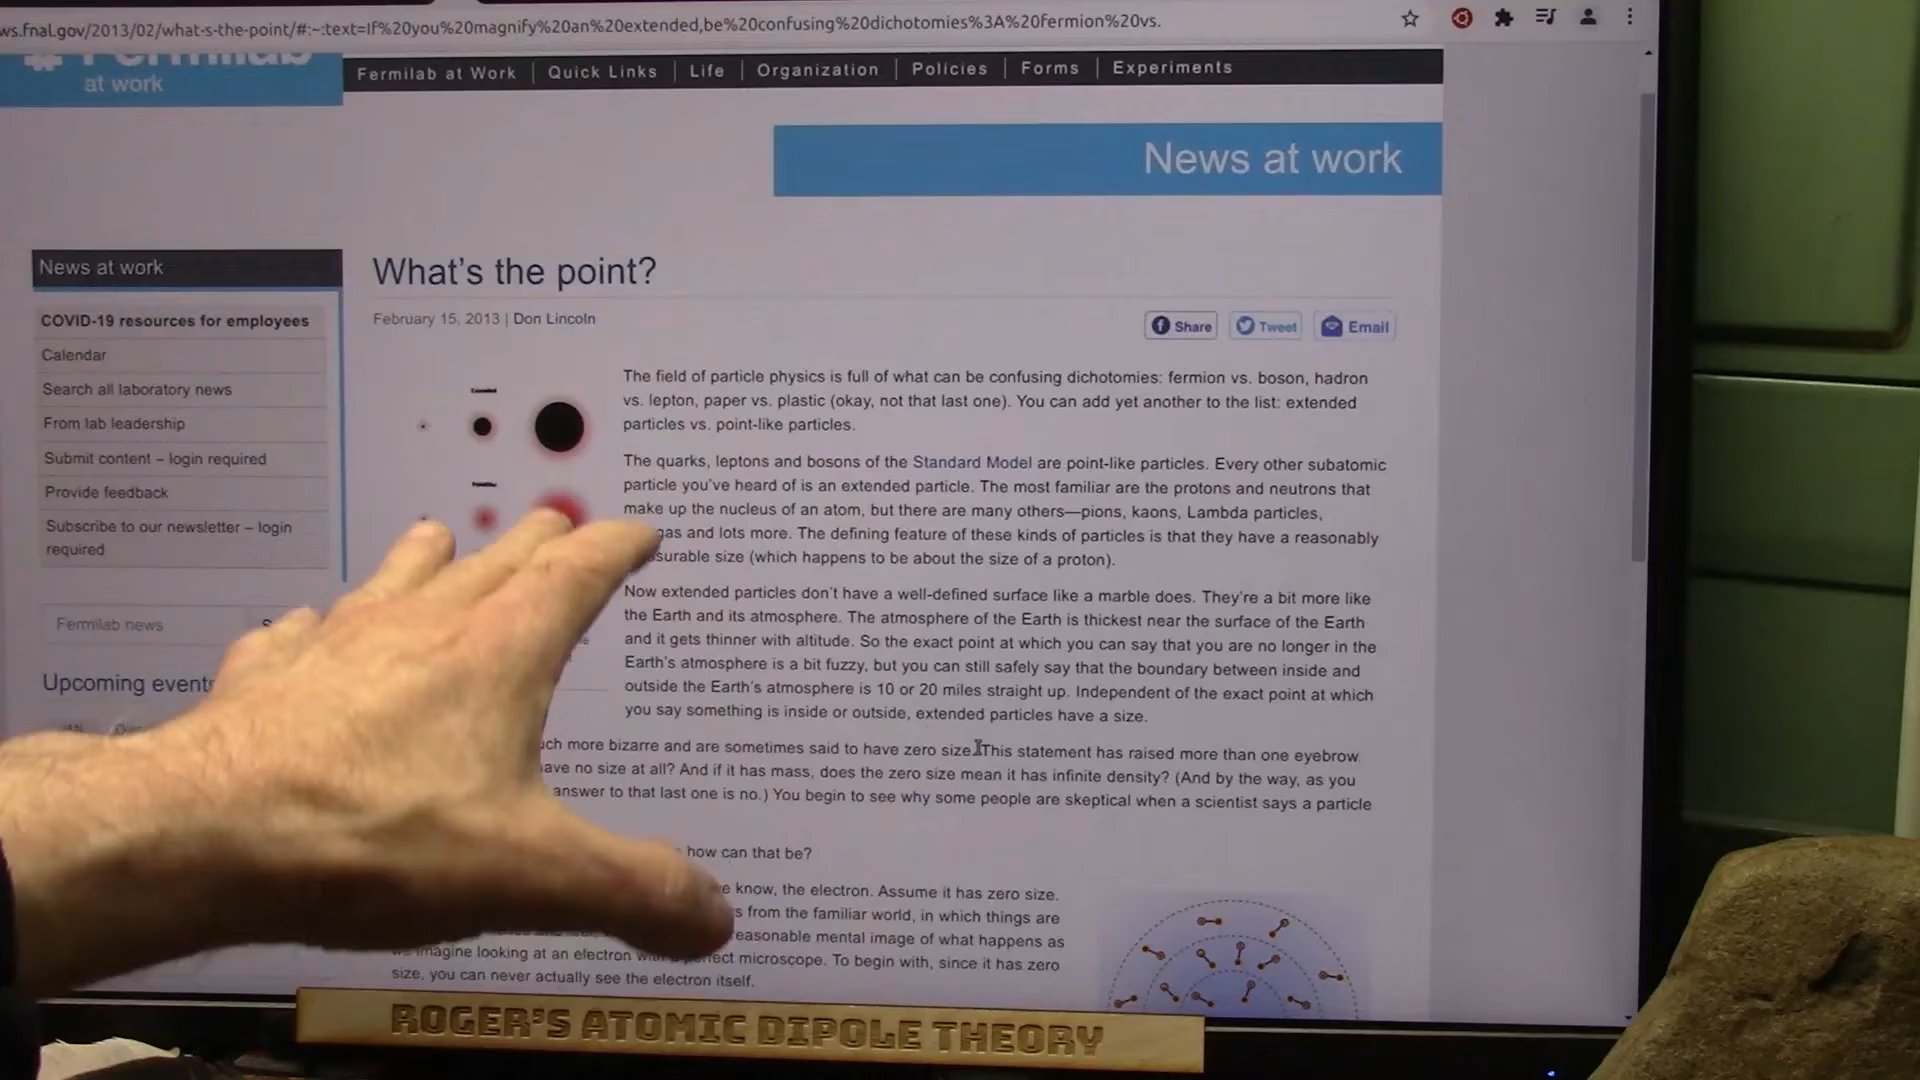 ws.fnal.gov/2013/02/what-s-the-point/#:~:text=If%20you%20magnify%20an%20extended,be%20confusing%20dichotomies%3A%20fermion%20vs.
Fermilab
at work
Fermilab at Work | Quick Links | Life | Organization | Policies | Forms | Experiments
News at work
News at work
COVID-19 resources for employees
Calendar
Search all laboratory news
From lab leadership
Submit content – login required
Provide feedback
Subscribe to our newsletter – login
required
Fermilab news
Upcoming events
What's the point?
February 15, 2013 | Don Lincoln
Share
Tweet
Email
The field of particle physics is full of what can be confusing dichotomies: fermion vs. boson, hadron
vs. lepton, paper vs. plastic (okay, not that last one). You can add yet another to the list: extended
particles vs. point-like particles.
The quarks, leptons and bosons of the Standard Model are point-like particles. Every other subatomic
particle you've heard of is an extended particle. The most familiar are the protons and neutrons that
make up the nucleus of an atom, but there are many others—pions, kaons, Lambda particles,
and lots more. The defining feature of these kinds of particles is that they have a reasonably
size (which happens to be about the size of a proton).
Now extended particles don't have a well-defined surface like a marble does. They're a bit more like
the Earth and its atmosphere. The atmosphere of the Earth is thickest near the surface of the Earth
and it gets thinner with altitude. So the exact point at which you can say that you are no longer in the
Earth's atmosphere is a bit fuzzy, but you can still safely say that the boundary between inside and
outside the Earth's atmosphere is 10 or 20 miles straight up. Independent of the exact point at which
you say something is inside or outside, extended particles have a size.
more bizarre and are sometimes said to have zero size. This statement has raised more than one eyebrow.
have no size at all? And if it has mass, does the zero size mean it has infinite density? (And by the way, as you
answer to that last one is no.) You begin to see why some people are skeptical when a scientist says a particle
how can that be?
we know, the electron. Assume it has zero size.
from the familiar world, in which things are
reasonable mental image of what happens as
imagine looking at an electron with a perfect microscope. To begin with, since it has zero
size, you can never actually see the electron itself.
ROGER'S ATOMIC DIPOLE THEORY